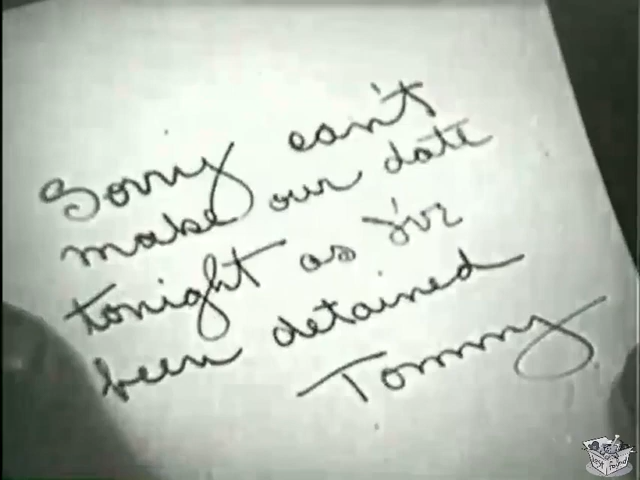 Sorry can't
make our date
tonight as I've
been detained
Tommy